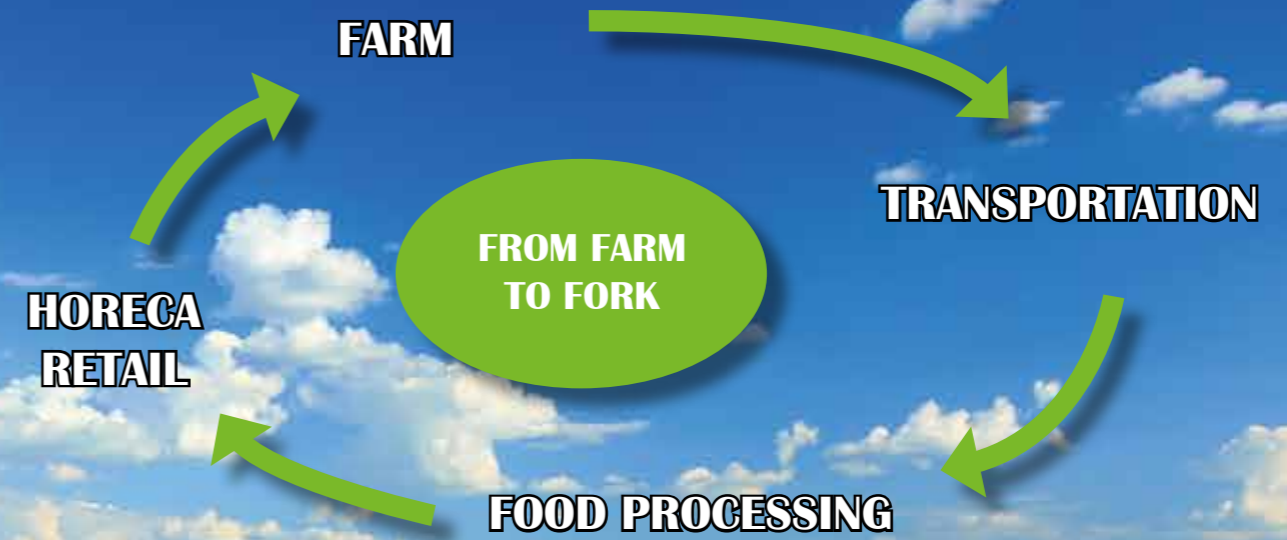 FARM
TRANSPORTATION
FROM FARM
TO FORK
HORECA
RETAIL
FOOD PROCESSING